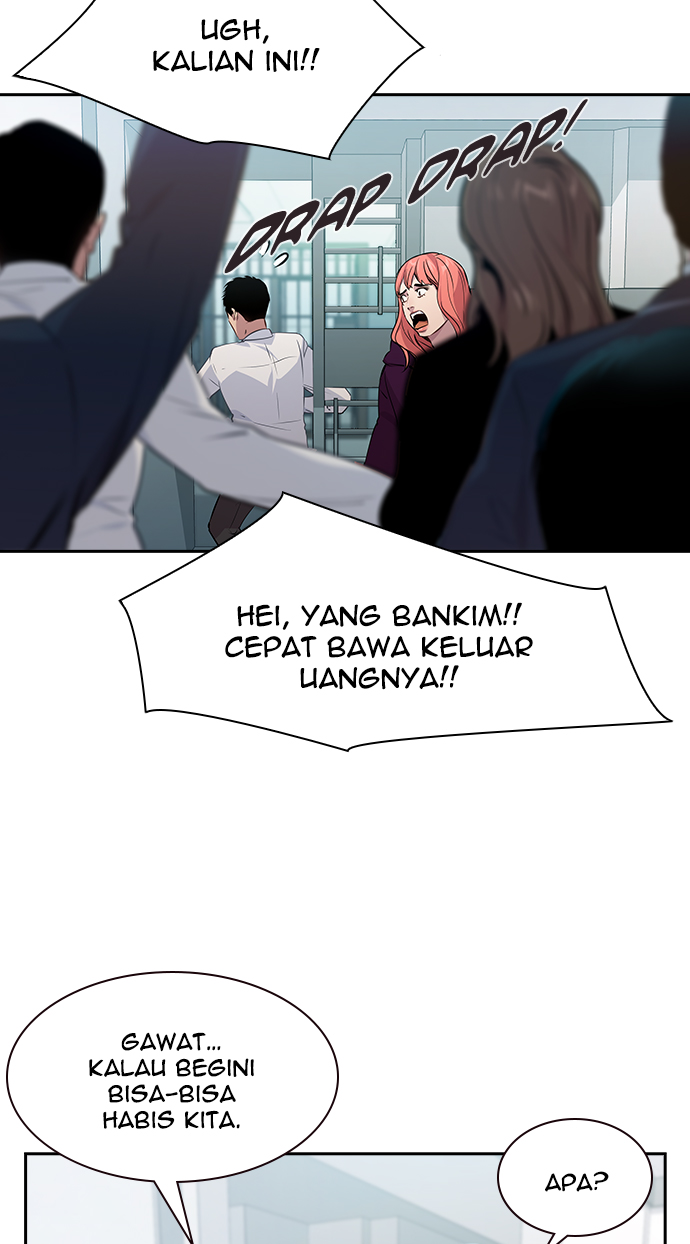 UGH,
KALIAN INI!!
DRAP DRAP!
HEI, YANG BANKIM!!
CEPAT BAWA KELUAR
UANGNYA!!
GAWAT...
KALAU BEGINI
BISA-BISA
HABIS KITA.
APA?